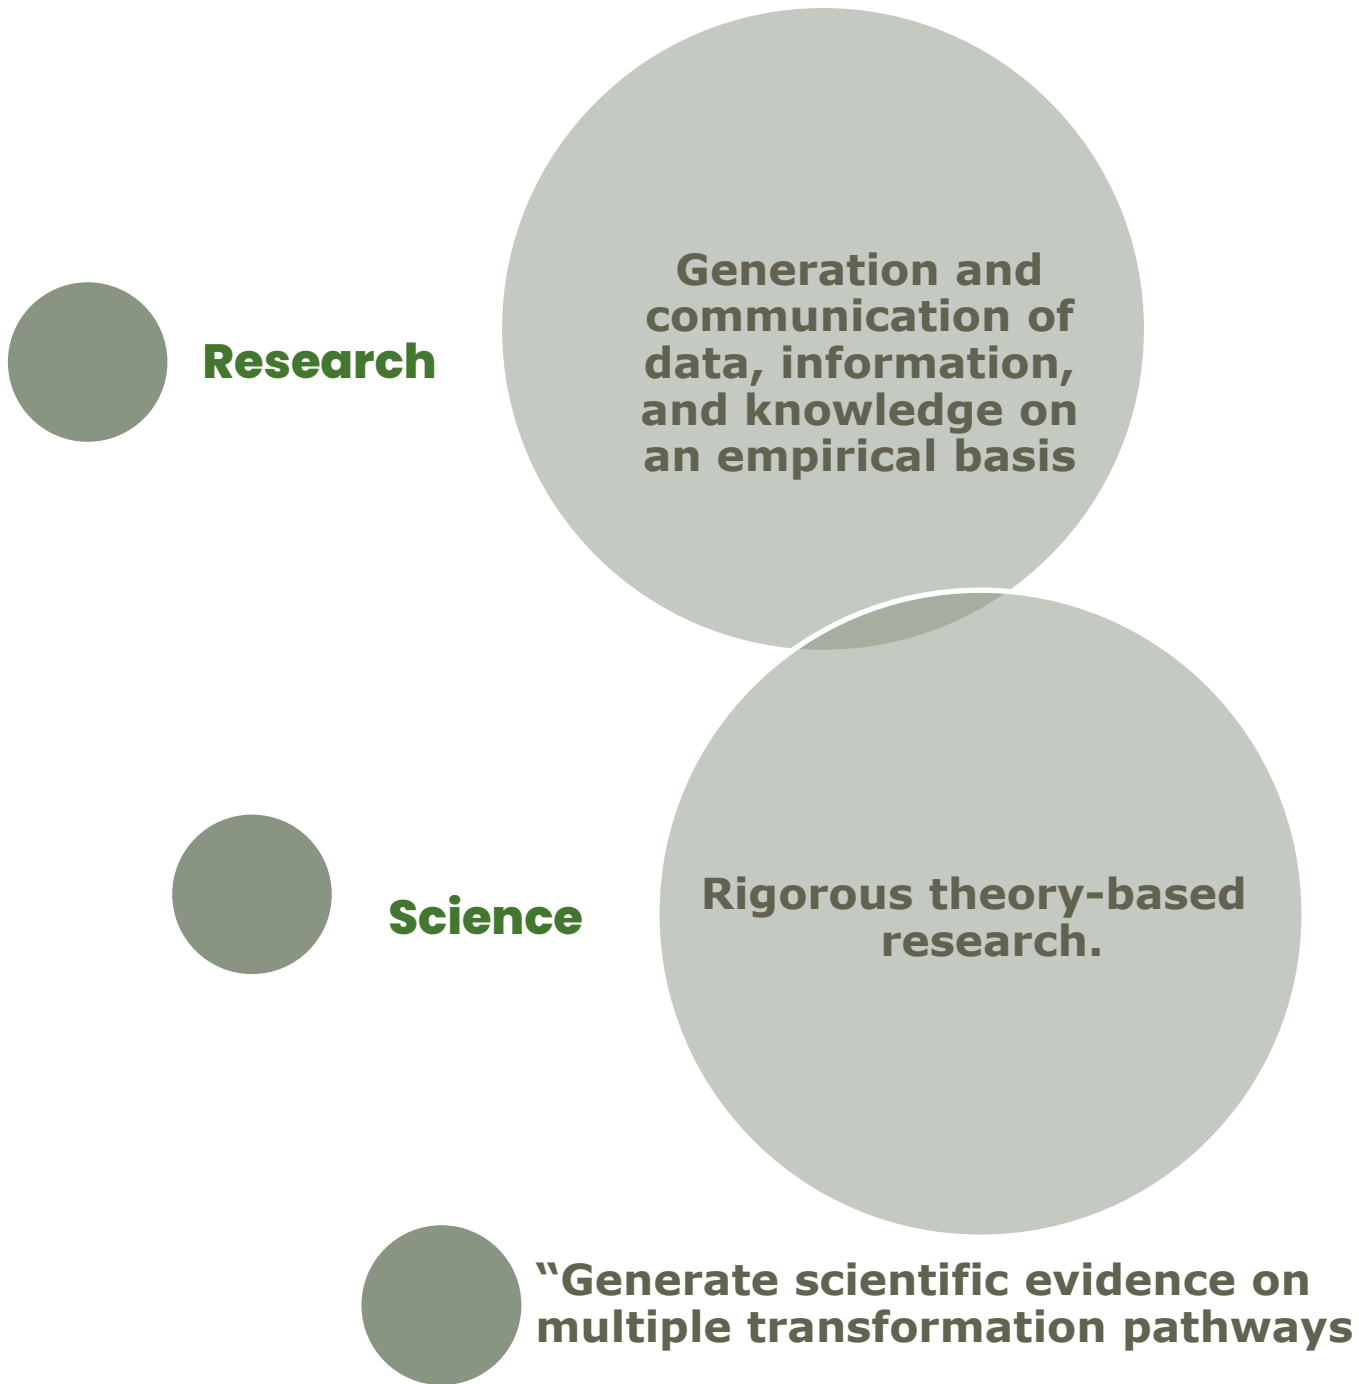 Generation and
communication of
data, information,
and knowledge on
an empirical basis
Research
Rigorous theory-based
research.
Science
“Generate scientific evidence on
multiple transformation pathways